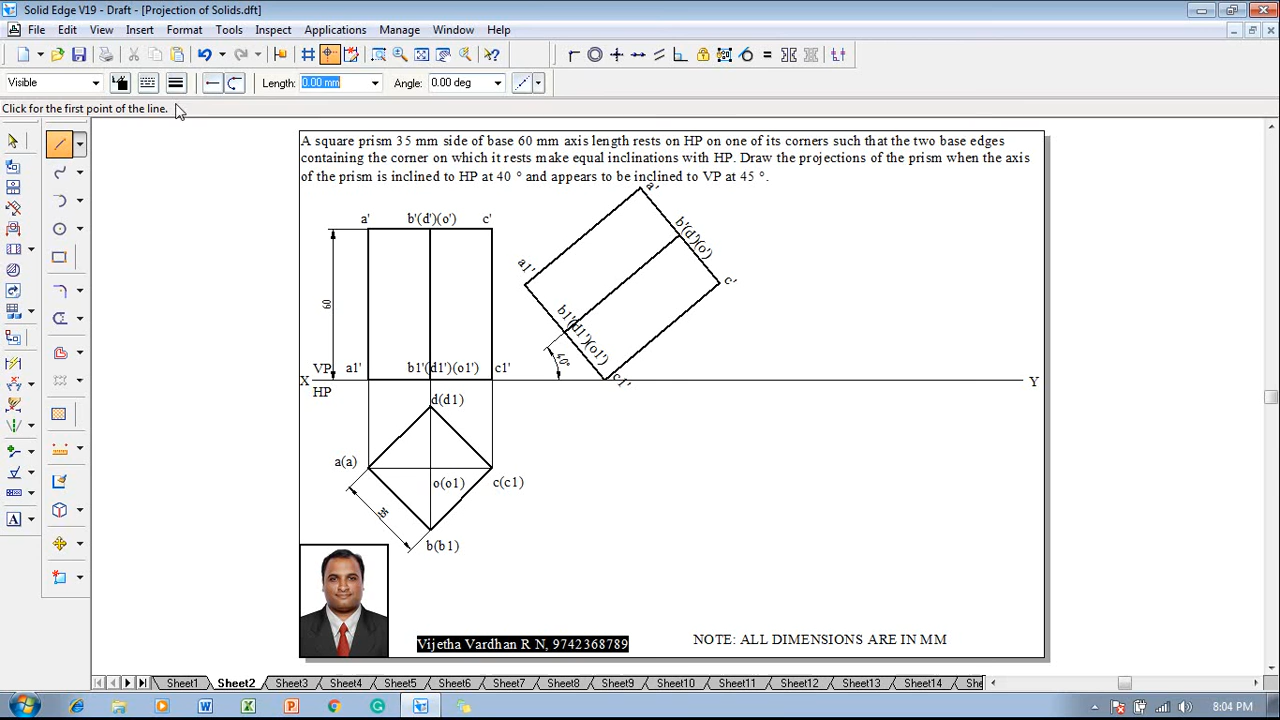 Solid Edge V19 - Draft - [Projection of Solids.dft]
File Edit View Insert Format Tools Inspect Applications Manage Window Help
Visible Length: 0.00 mm Angle: 0.00 deg
Click for the first point of the line.
A square prism 35 mm side of base 60 mm axis length rests on HP on one of its corners such that the two base edges
containing the corner on which it rests make equal inclinations with HP. Draw the projections of the prism when the axis
of the prism is inclined to HP at 40 ° and appears to be inclined to VP at 45 °.
a' b'(d')(o') c'
a'
b'(d')(o')
a1'
c'
60
b1'(d1')(o1')
40°
VP a1' b1'(d1')(o1') c1'
c1'
X Y
HP
d(d1)
a(a)
o(o1) c(c1)
35
b(b1)
Vijetha Vardhan R N, 9742368789
NOTE: ALL DIMENSIONS ARE IN MM
Sheet1 Sheet2 Sheet3 Sheet4 Sheet5 Sheet6 Sheet7 Sheet8 Sheet9 Sheet10 Sheet11 Sheet12 Sheet13 Sheet14 She
8:04 PM